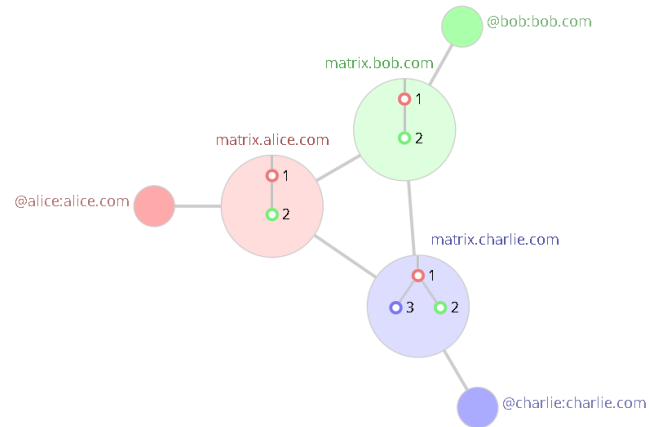 @bob:bob.com
matrix.bob.com
1
2
matrix.alice.com
1
2
@alice:alice.com
matrix.charlie.com
1
3
2
@charlie:charlie.com